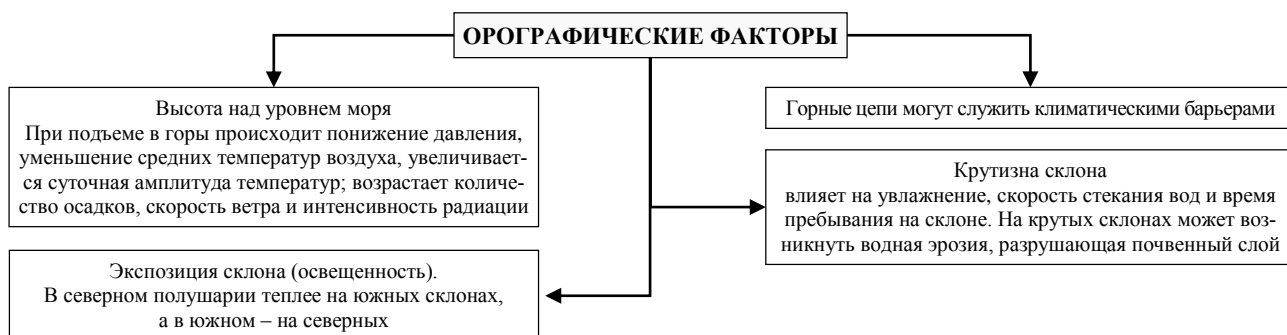 ОРОГРАФИЧЕСКИЕ ФАКТОРЫ
Высота над уровнем моря
При подъеме в горы происходит понижение давления,
уменьшение средних температур воздуха, увеличивает-
ся суточная амплитуда температур; возрастает количе-
ство осадков, скорость ветра и интенсивность радиации
Горные цепи могут служить климатическими барьерами
Крутизна склона
влияет на увлажнение, скорость стекания вод и время
пребывания на склоне. На крутых склонах может воз-
никнуть водная эрозия, разрушающая почвенный слой
Экспозиция склона (освещенность).
В северном полушарии теплее на южных склонах,
а в южном – на северных